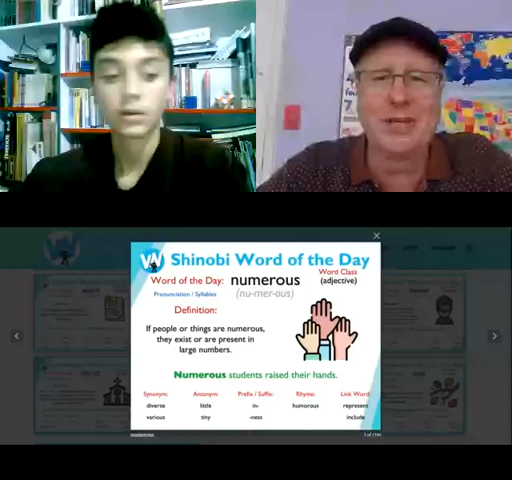 Shinobi Word of the Day
Word of the Day: numerous
Word Class
(adjective)
Pronunciation / Syllables
(nu-mer-ous)
Definition:
If people or things are numerous,
they exist or are present in
large numbers.
Numerous students raised their hands.
Synonym: Antonym: Prefix / Suffix: Rhyme: Link Word:
diverse little in- humorous represent
various tiny -ness include
numerous